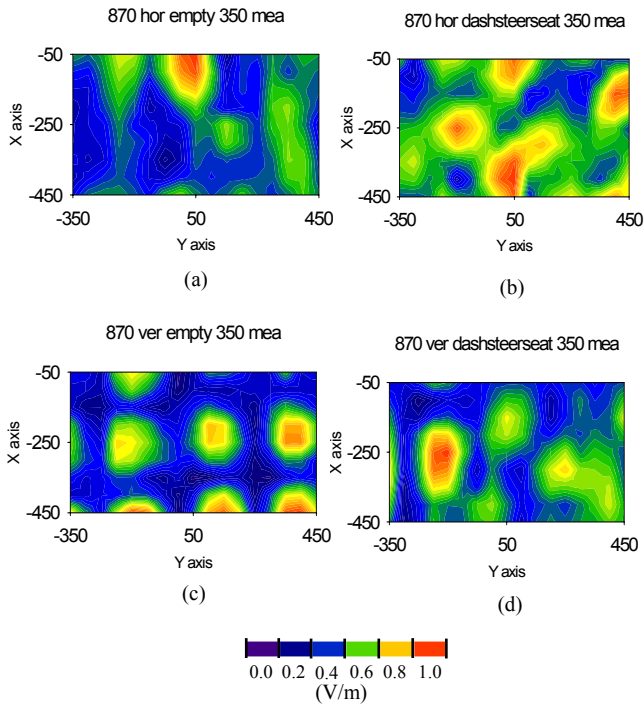 870 hor empty 350 mea
-50
-250
-450
X axis
-350 50 450
Y axis
(a)
870 hor dashsteerseat 350 mea
-50
-250
-450
X axis
-350 50 450
Y axis
(b)
870 ver empty 350 mea
-50
-250
-450
X axis
-350 50 450
Y axis
(c)
870 ver dashsteerseat 350 mea
-50
-250
-450
X axis
-350 50 450
Y axis
(d)
0.0 0.2 0.4 0.6 0.8 1.0
(V/m)